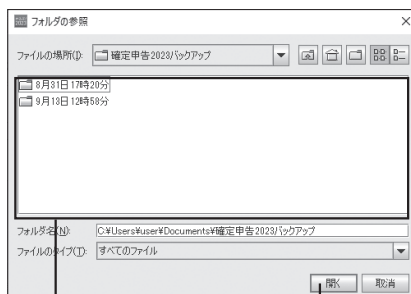 フォルダの参照
ファイルの場所(I): 確定申告2023バックアップ
8月31日 17時20分
9月13日 12時58分
フォルダ名(N): C:¥Users¥user¥Documents¥確定申告2023バックアップ
ファイルのタイプ(T): すべてのファイル
開く 取消